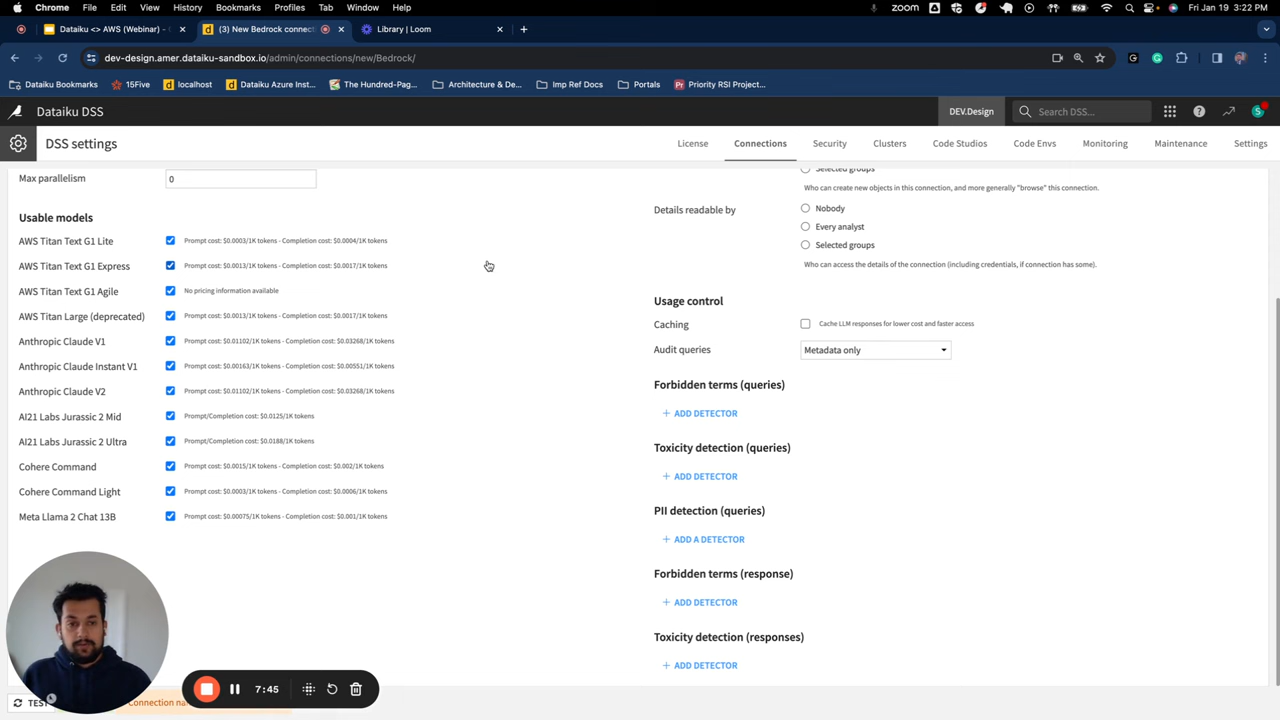 Chrome File Edit View History Bookmarks Profiles Tab Window Help zoom Fri Jan 19 3:22 PM
Dataiku <> AWS (Webinar) - (3) New Bedrock connect Library | Loom
dev-design.amer.dataiku-sandbox.io/admin/connections/new/Bedrock/
Dataiku Bookmarks 15Five localhost Dataiku Azure Inst... The Hundred-Pag... Architecture & De... Imp Ref Docs Portals Priority RSI Project...
Dataiku DSS DEV.Design Search DSS... S
DSS settings License Connections Security Clusters Code Studios Code Envs Monitoring Maintenance Settings
Selected groups
Max parallelism 0
Who can create new objects in this connection, and more generally "browse" this connection.
Details readable by Nobody
Every analyst
Selected groups
Who can access the details of the connection (including credentials, if connection has some).
Usable models
AWS Titan Text G1 Lite Prompt cost: $0.0003/1K tokens - Completion cost: $0.0004/1K tokens
AWS Titan Text G1 Express Prompt cost: $0.0013/1K tokens - Completion cost: $0.0017/1K tokens
AWS Titan Text G1 Agile No pricing information available
AWS Titan Large (deprecated) Prompt cost: $0.0013/1K tokens - Completion cost: $0.0017/1K tokens
Anthropic Claude V1 Prompt cost: $0.01102/1K tokens - Completion cost: $0.03268/1K tokens
Anthropic Claude Instant V1 Prompt cost: $0.00163/1K tokens - Completion cost: $0.00551/1K tokens
Anthropic Claude V2 Prompt cost: $0.01102/1K tokens - Completion cost: $0.03268/1K tokens
AI21 Labs Jurassic 2 Mid Prompt/Completion cost: $0.0125/1K tokens
AI21 Labs Jurassic 2 Ultra Prompt/Completion cost: $0.0188/1K tokens
Cohere Command Prompt cost: $0.0015/1K tokens - Completion cost: $0.002/1K tokens
Cohere Command Light Prompt cost: $0.0003/1K tokens - Completion cost: $0.0006/1K tokens
Meta Llama 2 Chat 13B Prompt cost: $0.00075/1K tokens - Completion cost: $0.001/1K tokens
Usage control
Caching Cache LLM responses for lower cost and faster access
Audit queries Metadata only
Forbidden terms (queries)
+ ADD DETECTOR
Toxicity detection (queries)
+ ADD DETECTOR
PII detection (queries)
+ ADD A DETECTOR
Forbidden terms (response)
+ ADD DETECTOR
Toxicity detection (responses)
+ ADD DETECTOR
7:45
TEST Connection na